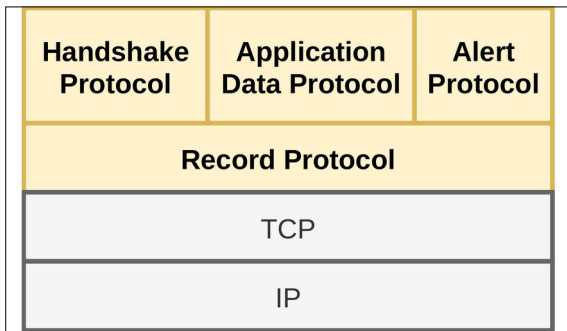 Handshake
Protocol
Application
Data Protocol
Alert
Protocol
Record Protocol
TCP
IP